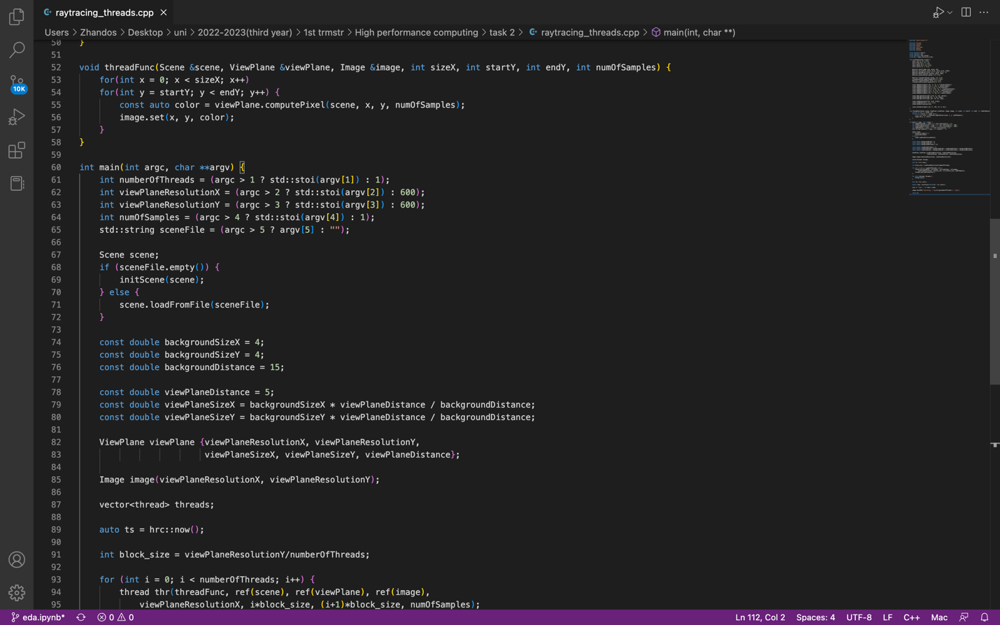 raytracing_threads.cpp
Users > Zhandos > Desktop > uni > 2022-2023(third year) > 1st trmstr > High performance computing > task 2 > raytracing_threads.cpp > main(int, char **)
50 }
51
52 void threadFunc(Scene &scene, ViewPlane &viewPlane, Image &image, int sizeX, int startY, int endY, int numOfSamples) {
53     for(int x = 0; x < sizeX; x++)
54     for(int y = startY; y < endY; y++) {
55         const auto color = viewPlane.computePixel(scene, x, y, numOfSamples);
56         image.set(x, y, color);
57     }
58 }
59
60 int main(int argc, char **argv) {
61     int numberOfThreads = (argc > 1 ? std::stoi(argv[1]) : 1);
62     int viewPlaneResolutionX = (argc > 2 ? std::stoi(argv[2]) : 600);
63     int viewPlaneResolutionY = (argc > 3 ? std::stoi(argv[3]) : 600);
64     int numOfSamples = (argc > 4 ? std::stoi(argv[4]) : 1);
65     std::string sceneFile = (argc > 5 ? argv[5] : "");
66
67     Scene scene;
68     if (sceneFile.empty()) {
69         initScene(scene);
70     } else {
71         scene.loadFromFile(sceneFile);
72     }
73
74     const double backgroundSizeX = 4;
75     const double backgroundSizeY = 4;
76     const double backgroundDistance = 15;
77
78     const double viewPlaneDistance = 5;
79     const double viewPlaneSizeX = backgroundSizeX * viewPlaneDistance / backgroundDistance;
80     const double viewPlaneSizeY = backgroundSizeY * viewPlaneDistance / backgroundDistance;
81
82     ViewPlane viewPlane {viewPlaneResolutionX, viewPlaneResolutionY,
83                          viewPlaneSizeX, viewPlaneSizeY, viewPlaneDistance};
84
85     Image image(viewPlaneResolutionX, viewPlaneResolutionY);
86
87     vector<thread> threads;
88
89     auto ts = hrc::now();
90
91     int block_size = viewPlaneResolutionY/numberOfThreads;
92
93     for (int i = 0; i < numberOfThreads; i++) {
94         thread thr(threadFunc, ref(scene), ref(viewPlane), ref(image),
95             viewPlaneResolutionX, i*block_size, (i+1)*block_size, numOfSamples);
10K
eda.ipynb* 0 0 Ln 112, Col 2 Spaces: 4 UTF-8 LF C++ Mac